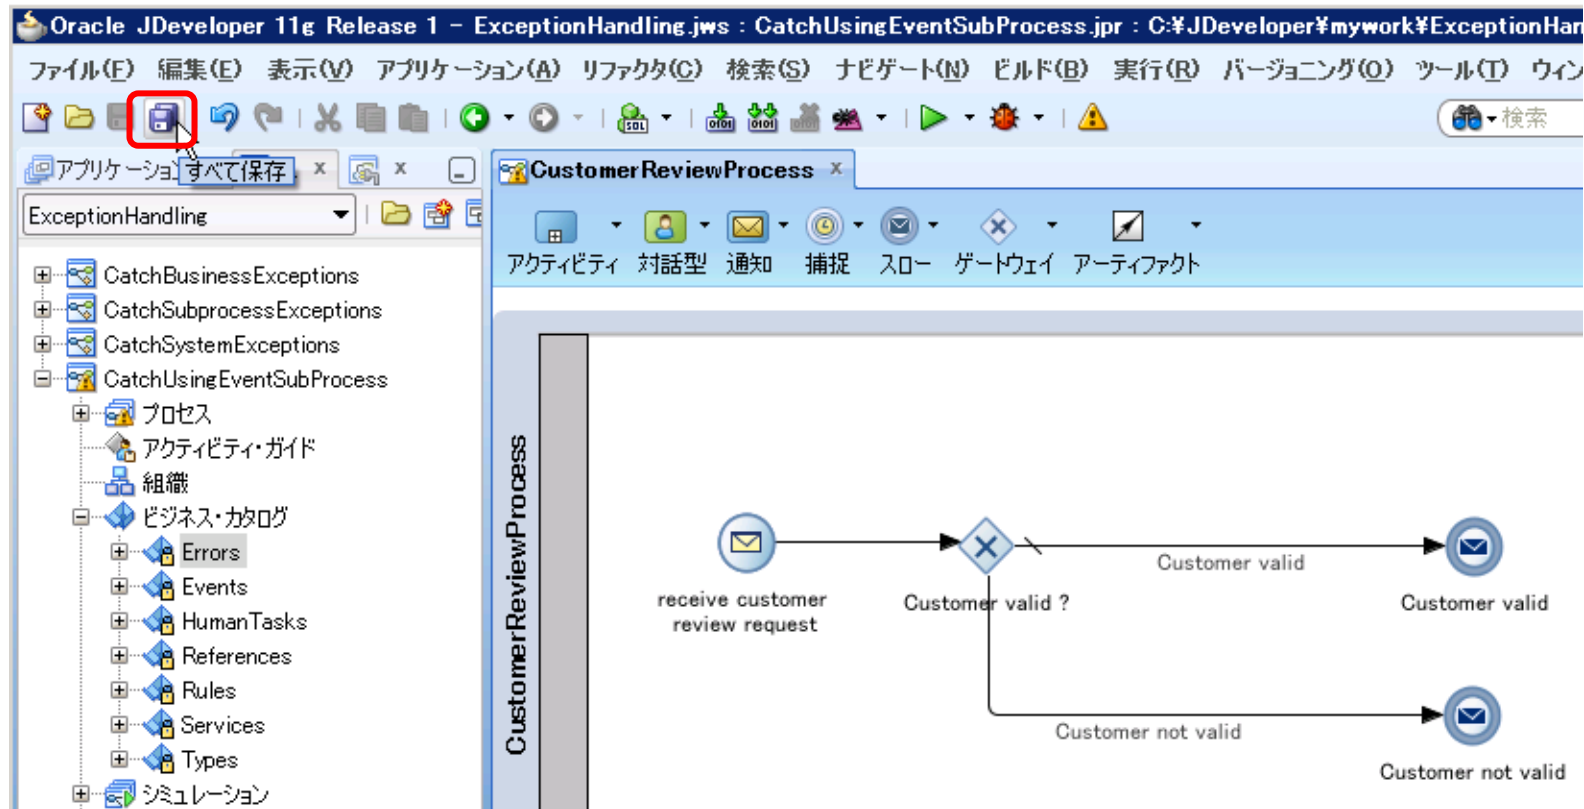 Oracle JDeveloper 11g Release 1 - ExceptionHandling.jws : CatchUsingEventSubProcess.jpr : C:¥JDeveloper¥mywork¥ExceptionHan
ファイル(F) 編集(E) 表示(V) アプリケーション(A) リファクタ(C) 検索(S) ナビゲート(N) ビルド(B) 実行(R) バージョニング(O) ツール(T) ウィン
検索
アプリケーション
すべて保存
CustomerReviewProcess
ExceptionHandling
アクティビティ 対話型 通知 捕捉 スロー ゲートウェイ アーティファクト
CatchBusinessExceptions
CatchSubprocessExceptions
CatchSystemExceptions
CatchUsingEventSubProcess
プロセス
アクティビティ・ガイド
組織
ビジネス・カタログ
Errors
Events
HumanTasks
References
Rules
Services
Types
シミュレーション
CustomerReviewProcess
receive customer
review request
Customer valid ?
Customer valid
Customer valid
Customer not valid
Customer not valid